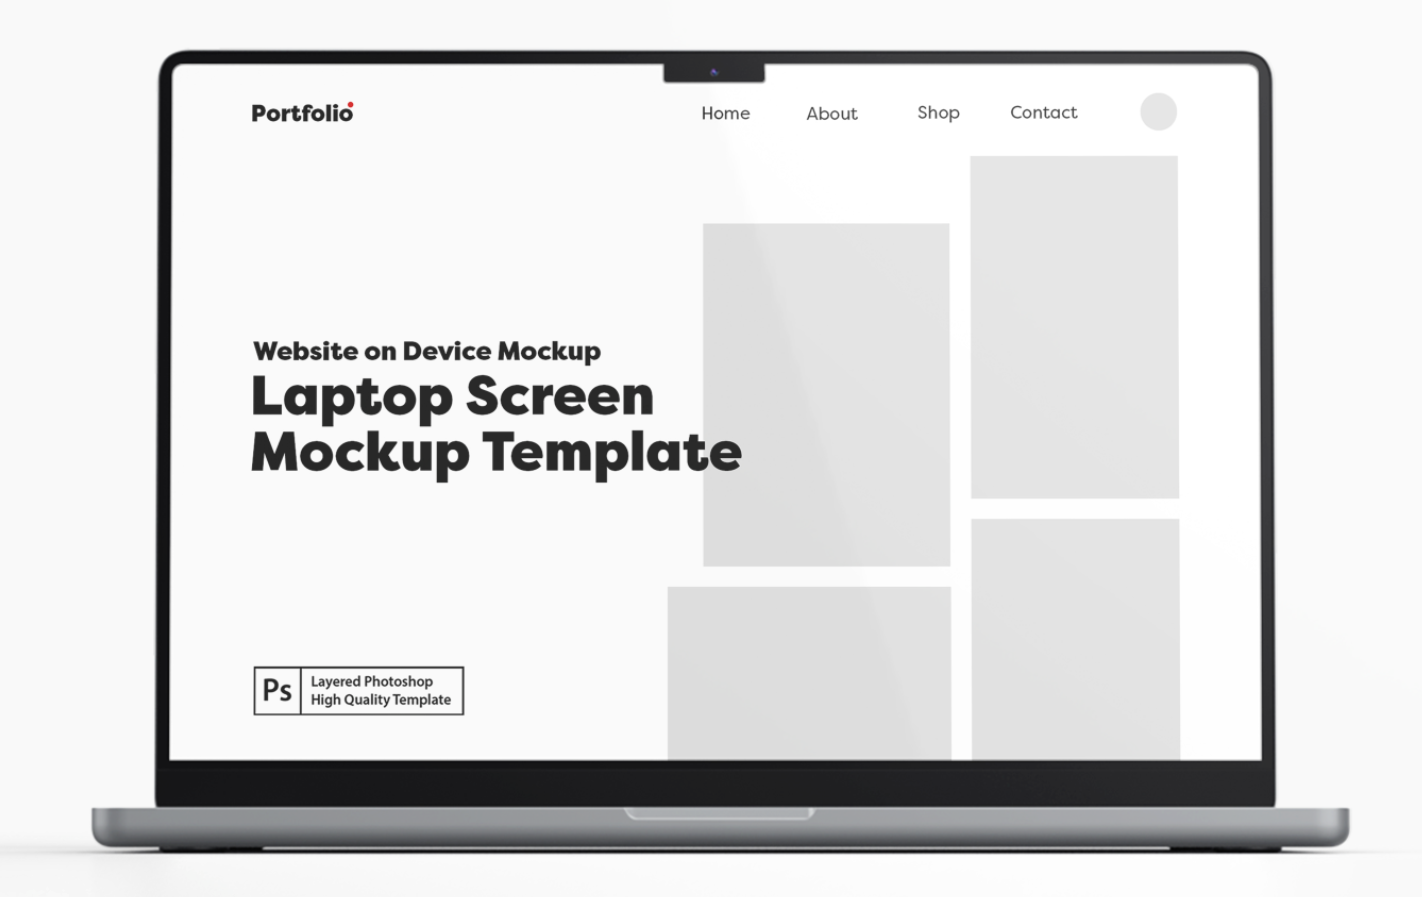 Portfolio
Home About Shop Contact
Website on Device Mockup
Laptop Screen
Mockup Template
Ps
Layered Photoshop
High Quality Template